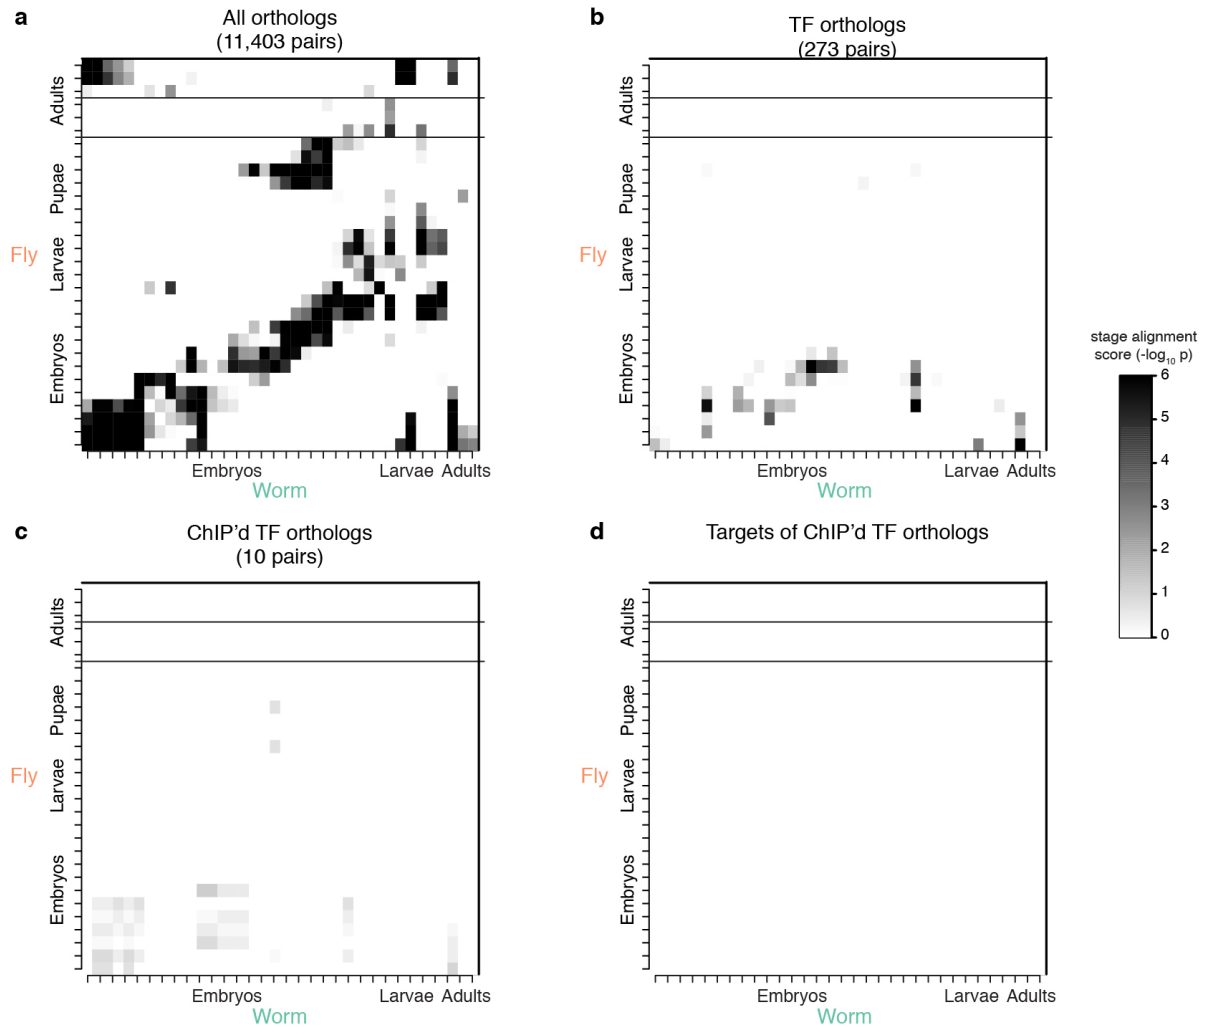 a
All orthologs
(11,403 pairs)
Adults
Pupae
Larvae
Embryos
Fly
Embryos
Larvae
Adults
Worm
b
TF orthologs
(273 pairs)
Adults
Pupae
Larvae
Embryos
Fly
Embryos
Larvae
Adults
Worm
stage alignment
score (-log10 p)
6
5
4
3
2
1
0
c
ChIP’d TF orthologs
(10 pairs)
Adults
Pupae
Larvae
Embryos
Fly
Embryos
Larvae
Adults
Worm
d
Targets of ChIP’d TF orthologs
Adults
Pupae
Larvae
Embryos
Fly
Embryos
Larvae
Adults
Worm